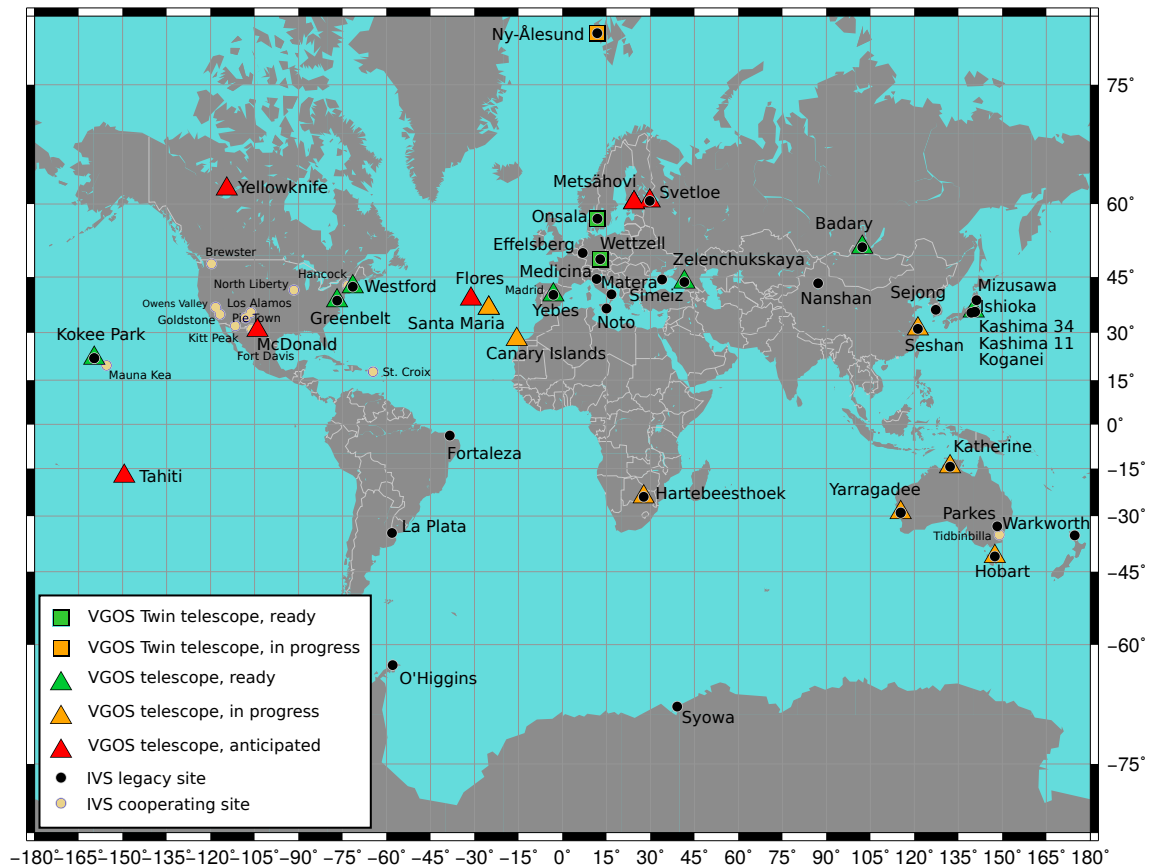 Ny-Ålesund
75°
Metsähovi
Yellowknife
Svetloe
60°
Onsala
Badary
Effelsberg
Wettzell
Brewster
Zelenchukskaya
Hancock
Medicina
45°
North Liberty
Westford
Flores
Madrid
Matera
Simeiz
Nanshan
Sejong
Mizusawa
Owens Valley
Los Alamos
Ishioka
Goldstone
Pie Town
Greenbelt
Santa Maria
Yebes
Noto
Kashima 34
Kokee Park
Kitt Peak
McDonald
30°
Seshan
Kashima 11
Fort Davis
Canary Islands
Koganei
Mauna Kea
St. Croix
15°
0°
Fortaleza
Katherine
Tahiti
−15°
Hartebeesthoek
Yarragadee
Parkes
Warkworth
−30°
La Plata
Tidbinbilla
Hobart
−45°
VGOS Twin telescope, ready
VGOS Twin telescope, in progress
−60°
VGOS telescope, ready
O'Higgins
VGOS telescope, in progress
Syowa
VGOS telescope, anticipated
−75°
IVS legacy site
IVS cooperating site
−180°−165°−150°−135°−120°−105° −90° −75° −60° −45° −30° −15° 0° 15° 30° 45° 60° 75° 90° 105° 120° 135° 150° 165° 180°